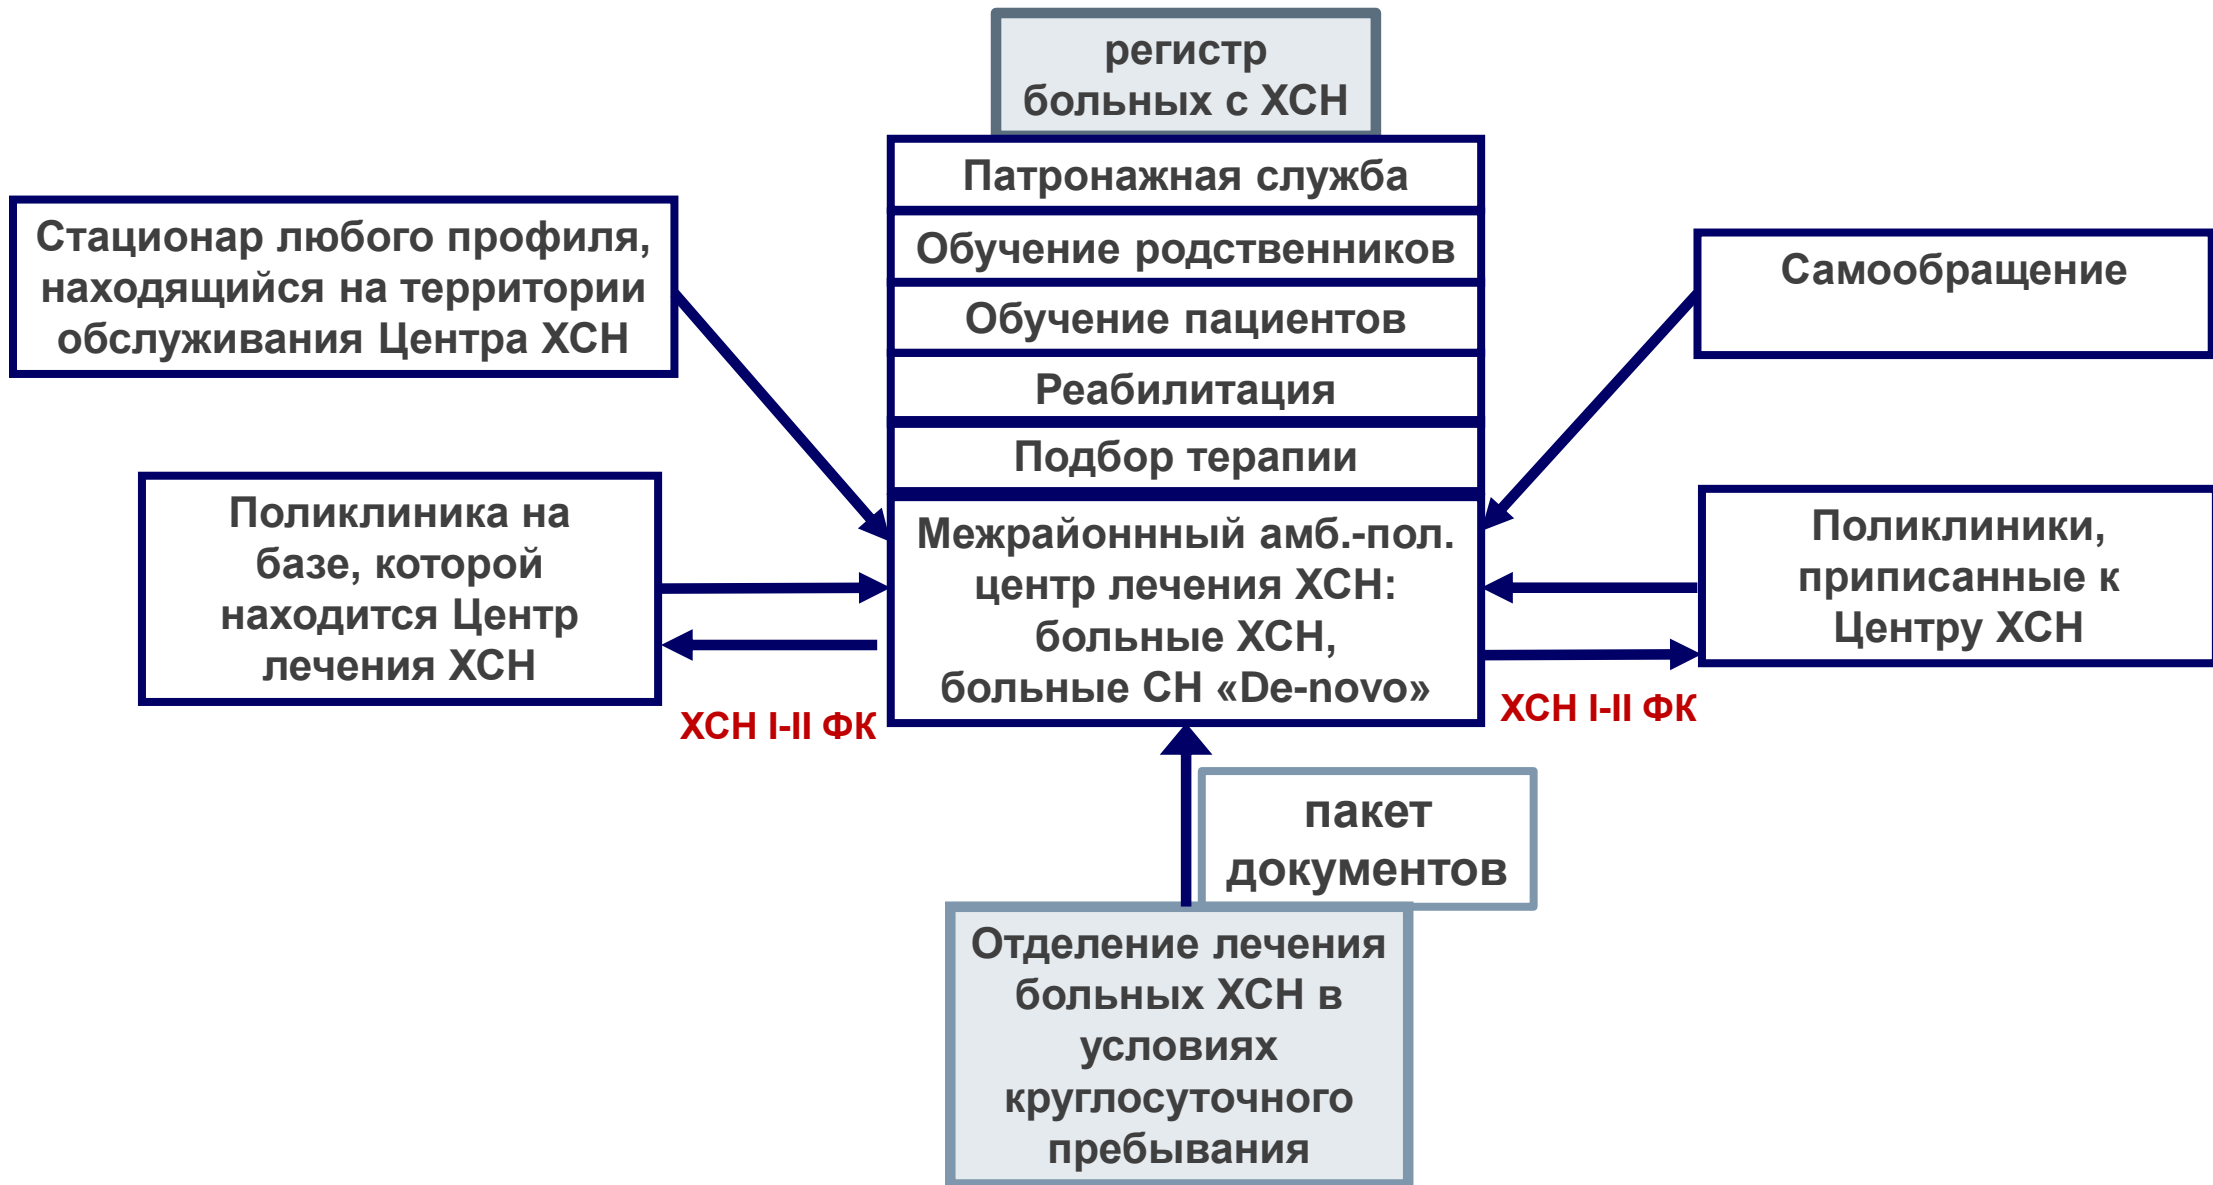 регистр
больных с ХСН
Патронажная служба
Обучение родственников
Обучение пациентов
Реабилитация
Подбор терапии
Межрайоннный амб.-пол.
центр лечения ХСН:
больные ХСН,
больные СН «De-novo»
Стационар любого профиля,
находящийся на территории
обслуживания Центра ХСН
Поликлиника на
базе, которой
находится Центр
лечения ХСН
ХСН I-II ФК
Самообращение
Поликлиники,
приписанные к
Центру ХСН
ХСН I-II ФК
пакет
документов
Отделение лечения
больных ХСН в
условиях
круглосуточного
пребывания